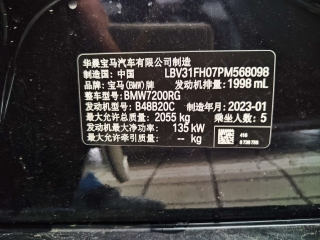 华晨宝马汽车有限公司制造
制造国：中国 LBV31FH07PM568098
品牌：宝马(BMW)牌 发动机排量：1998 mL
整车型号：BMW7200RG
发动机型号：B48B20C 制造年月：2023-01
最大允许总质量：2055 kg 乘坐人数：5
发动机最大净功率：135 kW
最大允许牵引质量：-- kg
416